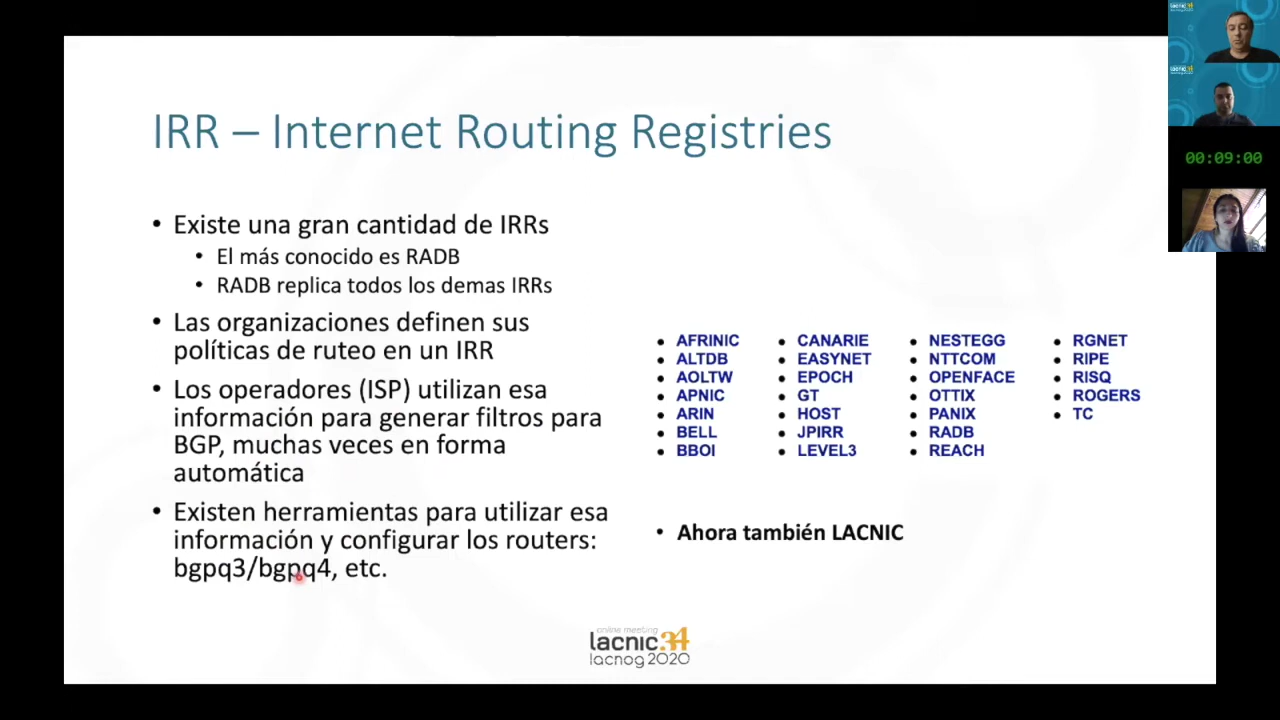 IRR – Internet Routing Registries
• Existe una gran cantidad de IRRs
• El más conocido es RADB
• RADB replica todos los demas IRRs
• Las organizaciones definen sus
políticas de ruteo en un IRR
• Los operadores (ISP) utilizan esa
información para generar filtros para
BGP, muchas veces en forma
automática
• Existen herramientas para utilizar esa
información y configurar los routers:
bgpq3/bgpq4, etc.
• AFRINIC
• ALTDB
• AOLTW
• APNIC
• ARIN
• BELL
• BBOI
• CANARIE
• EASYNET
• EPOCH
• GT
• HOST
• JPIRR
• LEVEL3
• NESTEGG
• NTTCOM
• OPENFACE
• OTTIX
• PANIX
• RADB
• REACH
• RGNET
• RIPE
• RISQ
• ROGERS
• TC
• Ahora también LACNIC
online meeting
lacnic34
lacnog2020
lacnic34
lacnic34
00:09:00